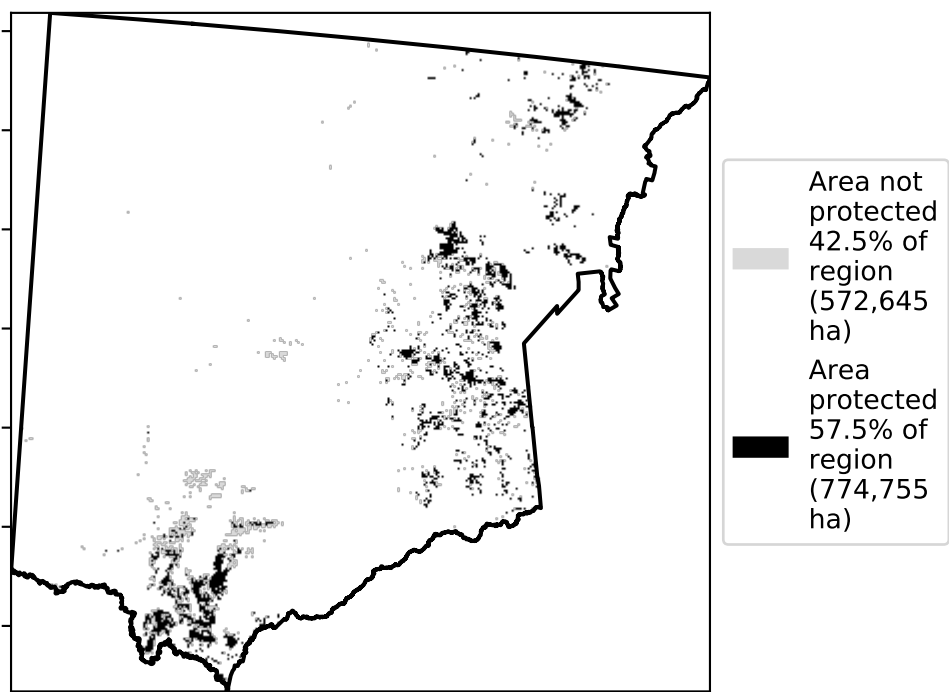 Area not
protected
42.5% of
region
(572,645
ha)
Area
protected
57.5% of
region
(774,755
ha)